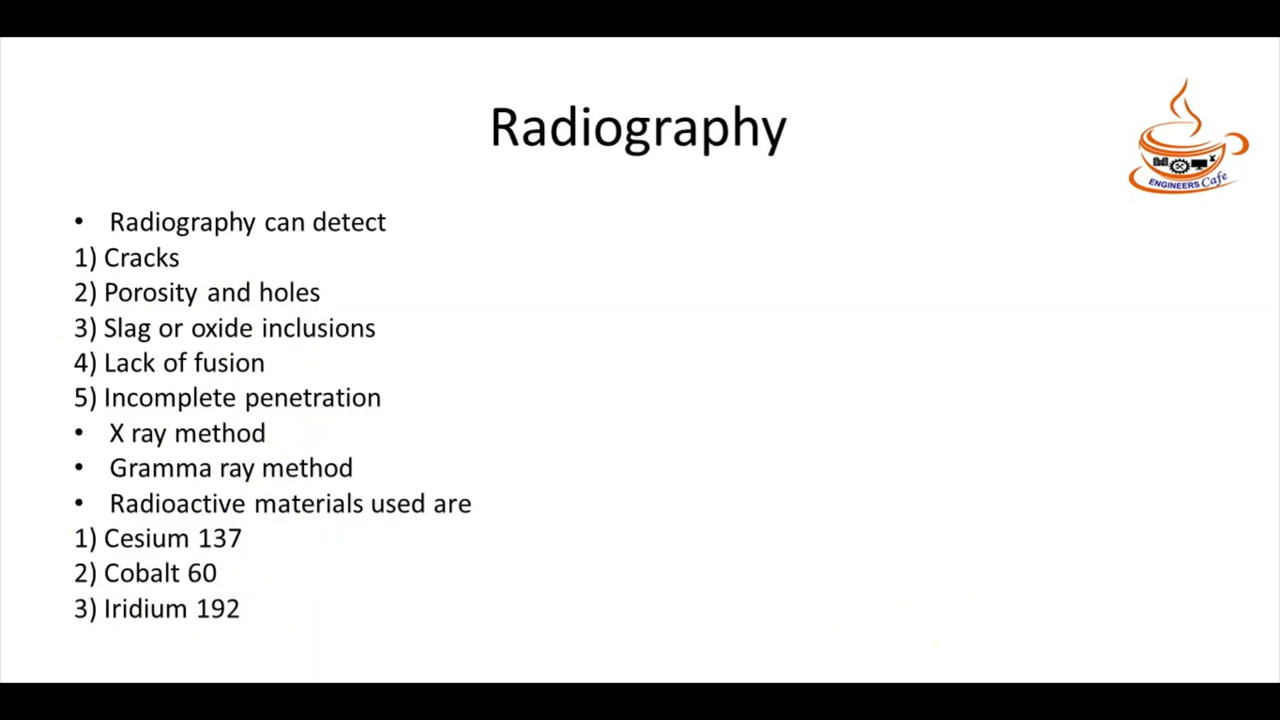 Radiography
ENGINEERS Cafe
• Radiography can detect
1) Cracks
2) Porosity and holes
3) Slag or oxide inclusions
4) Lack of fusion
5) Incomplete penetration
• X ray method
• Gramma ray method
• Radioactive materials used are
1) Cesium 137
2) Cobalt 60
3) Iridium 192